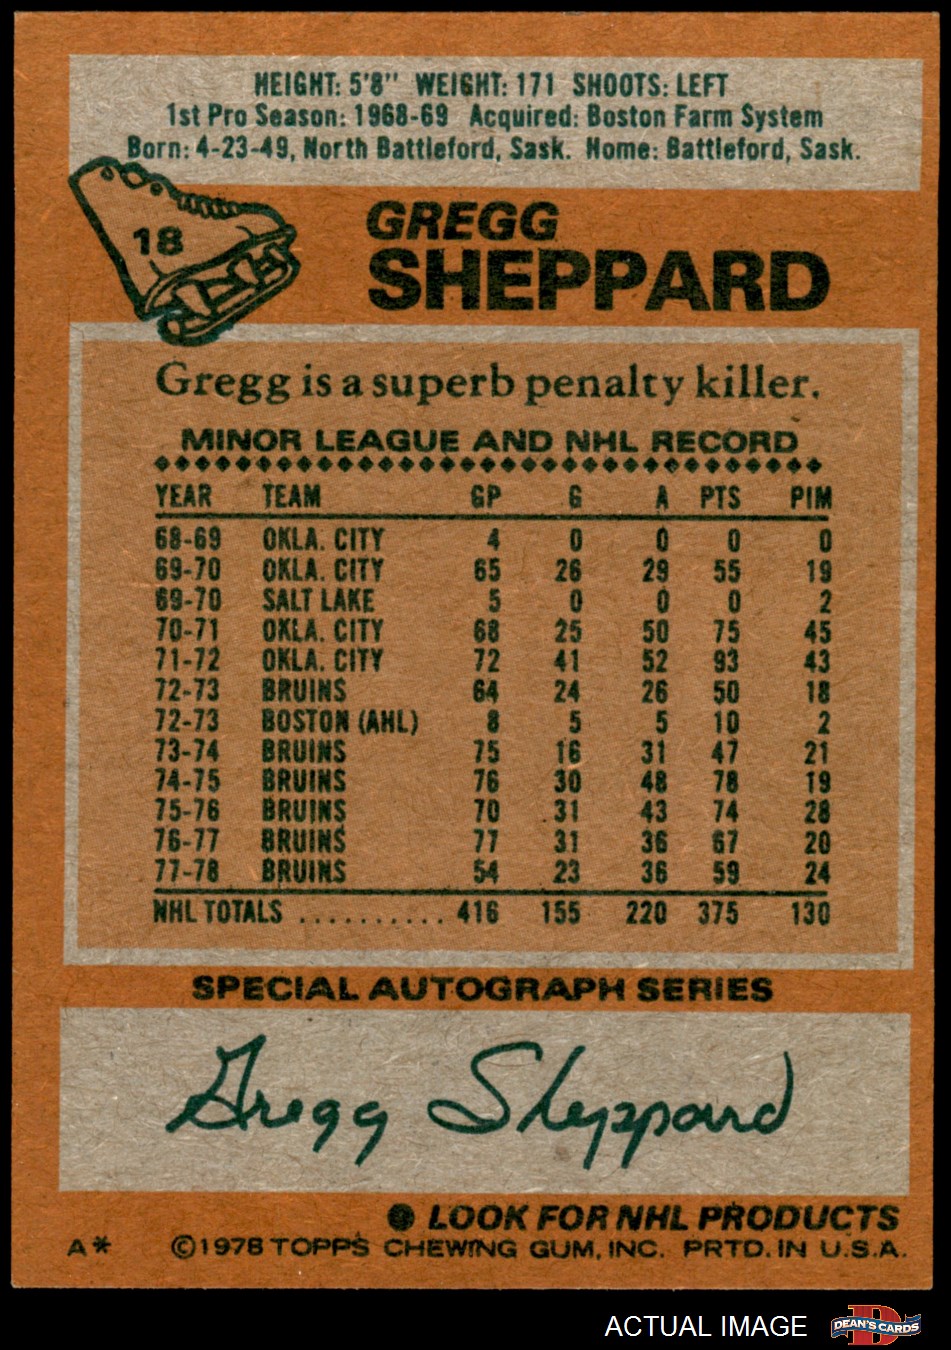 HEIGHT: 5'8" WEIGHT: 171 SHOOTS: LEFT
1st Pro Season: 1968-69 Acquired: Boston Farm System
Born: 4-23-49, North Battleford, Sask. Home: Battleford, Sask.
18
GREGG
SHEPPARD
Gregg is a superb penalty killer.
MINOR LEAGUE AND NHL RECORD
YEAR TEAM GP G A PTS PIM
68-69 OKLA. CITY 4 0 0 0 0
69-70 OKLA. CITY 65 26 29 55 19
69-70 SALT LAKE 5 0 0 0 2
70-71 OKLA. CITY 68 25 50 75 45
71-72 OKLA. CITY 72 41 52 93 43
72-73 BRUINS 64 24 26 50 18
72-73 BOSTON (AHL) 8 5 5 10 2
73-74 BRUINS 75 16 31 47 21
74-75 BRUINS 76 30 48 78 19
75-76 BRUINS 70 31 43 74 28
76-77 BRUINS 77 31 36 67 20
77-78 BRUINS 54 23 36 59 24
NHL TOTALS .......... 416 155 220 375 130
SPECIAL AUTOGRAPH SERIES
Gregg Sheppard
● LOOK FOR NHL PRODUCTS
A* ©1978 TOPPS CHEWING GUM, INC. PRTD. IN U.S.A.
ACTUAL IMAGE D DEAN'S CARDS